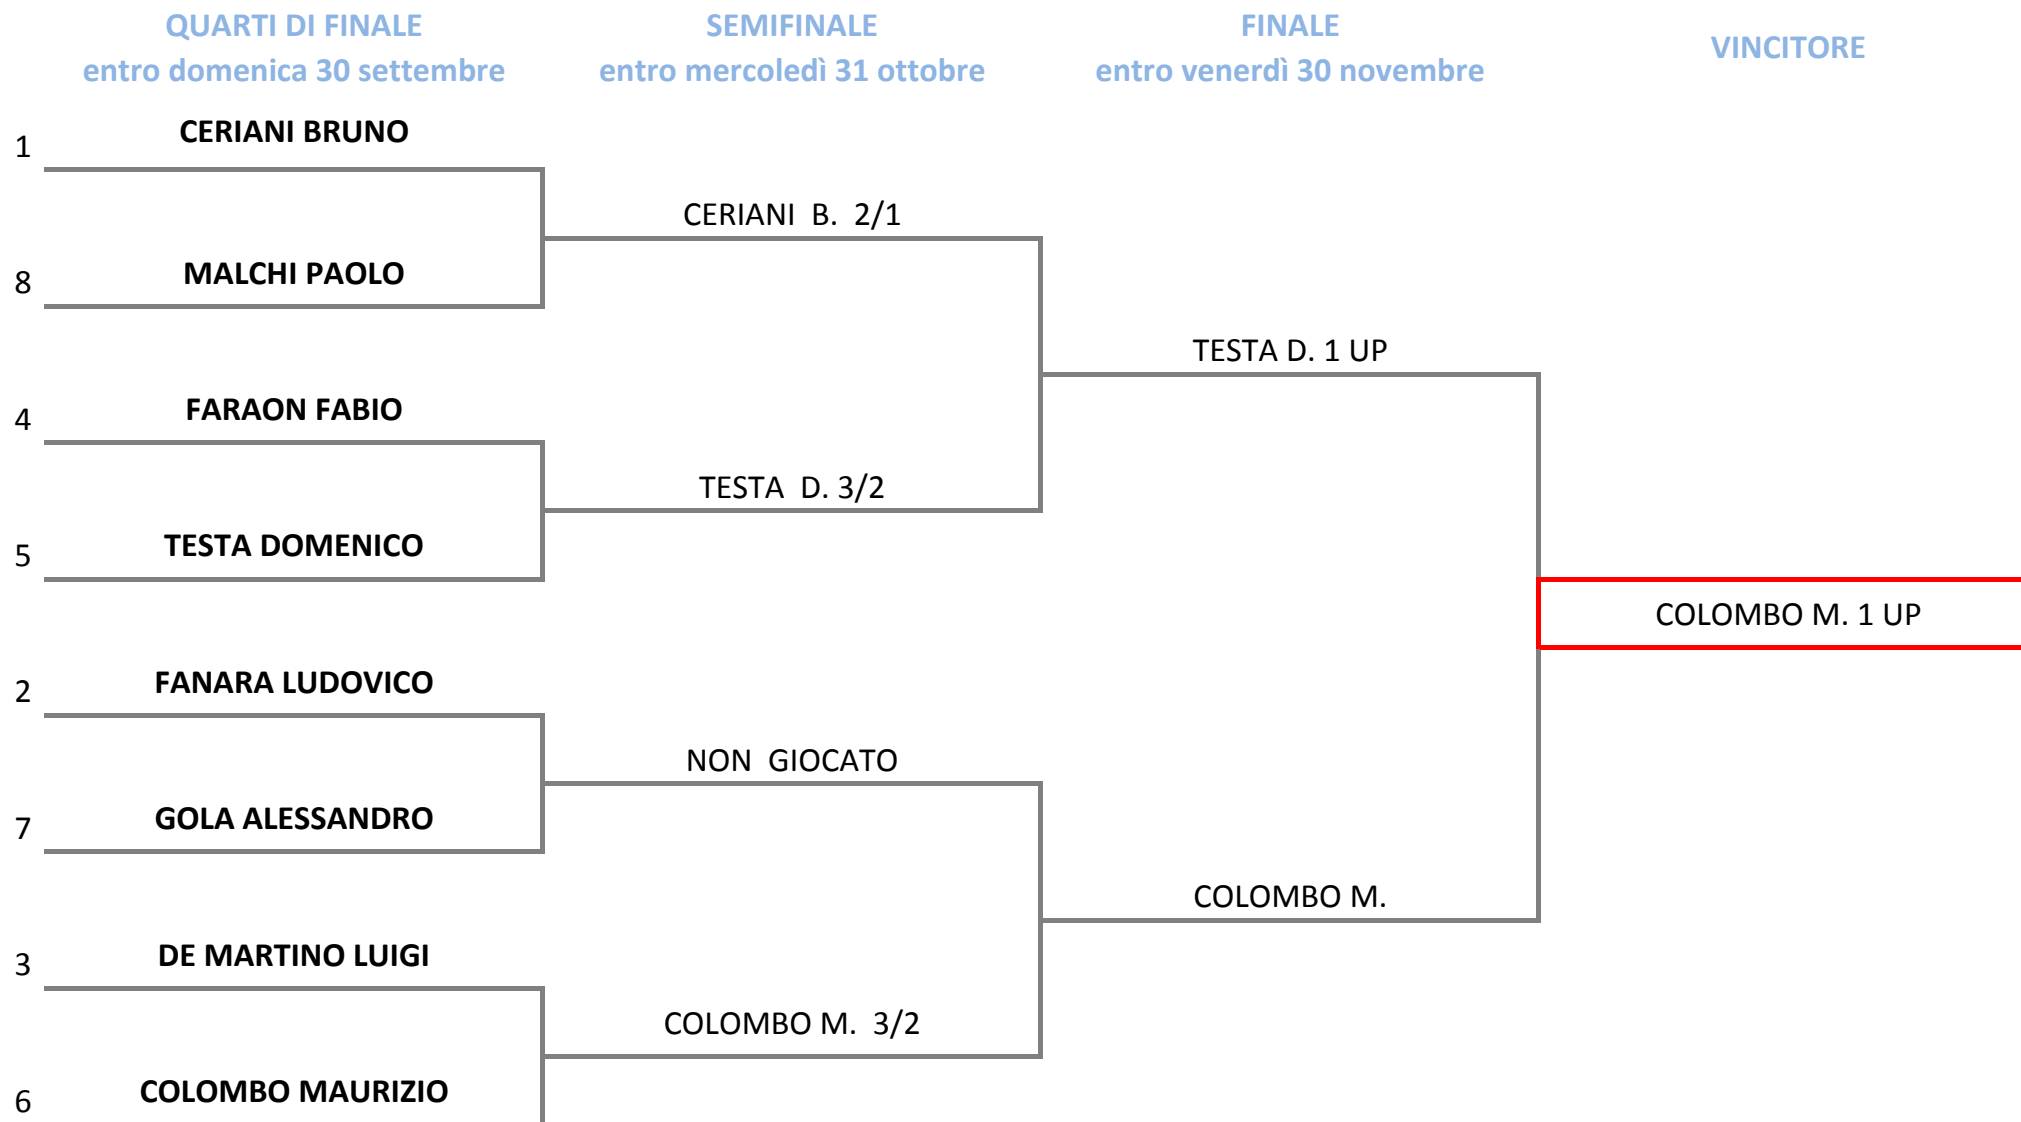 QUARTI DI FINALE
entro domenica 30 settembre
SEMIFINALE
entro mercoledì 31 ottobre
FINALE
entro venerdì 30 novembre
VINCITORE
1 CERIANI BRUNO
CERIANI B. 2/1
8 MALCHI PAOLO
TESTA D. 1 UP
4 FARAON FABIO
TESTA D. 3/2
5 TESTA DOMENICO
COLOMBO M. 1 UP
2 FANARA LUDOVICO
NON GIOCATO
7 GOLA ALESSANDRO
COLOMBO M.
3 DE MARTINO LUIGI
COLOMBO M. 3/2
6 COLOMBO MAURIZIO